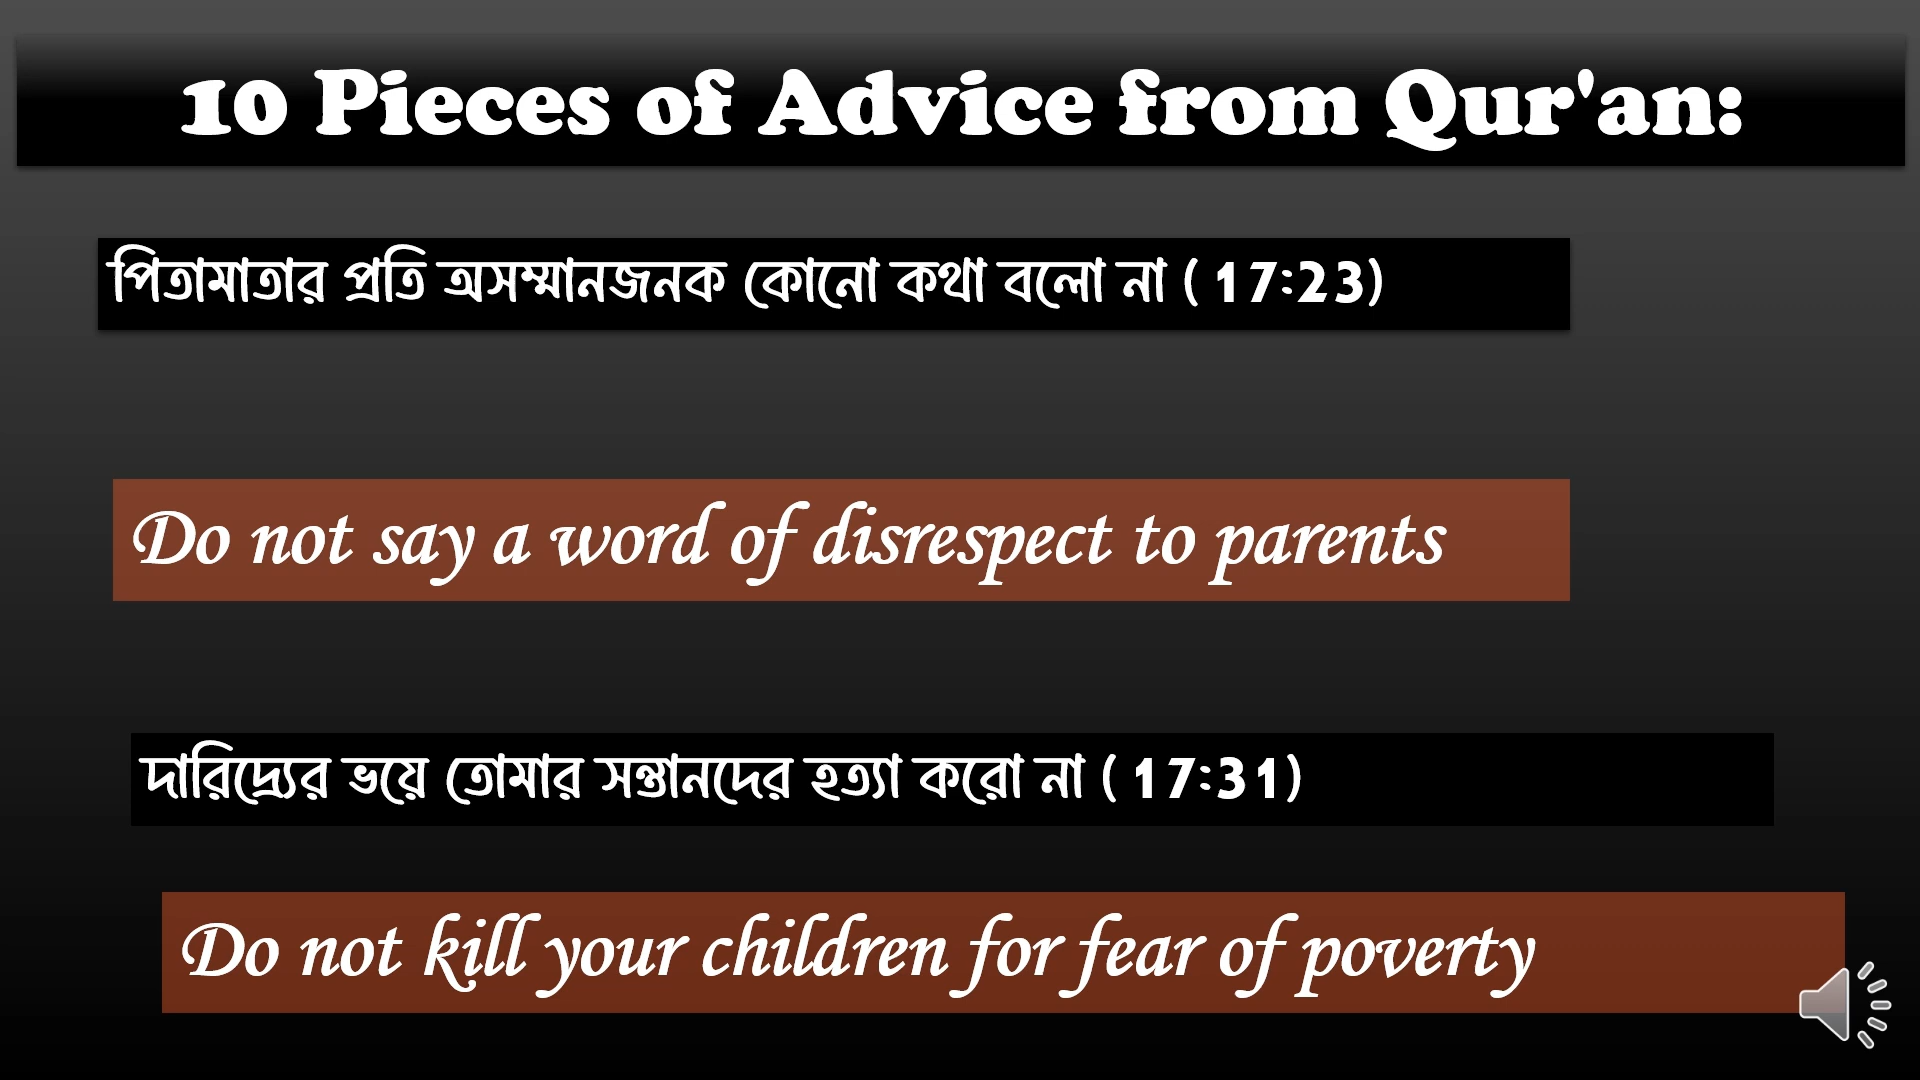 10 Pieces of Advice from Qur'an:
পিতামাতার প্রতি অসম্মানজনক কোনো কথা বলো না ( 17:23)
Do not say a word of disrespect to parents
দারিদ্র্যের ভয়ে তোমার সন্তানদের হত্যা করো না ( 17:31)
Do not kill your children for fear of poverty